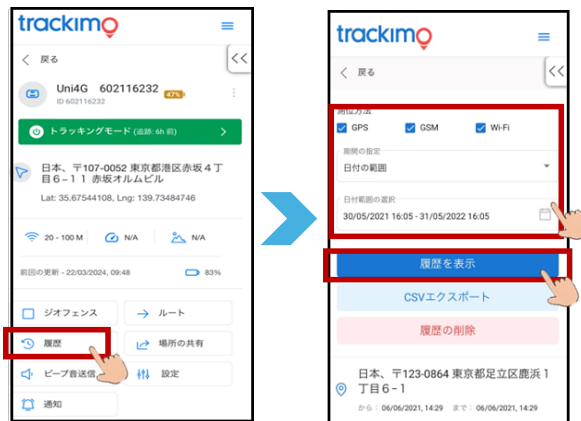 trackimo
戻る
<<
Uni4G 602116232 47%
ID 602116232
トラッキングモード (追跡: 6h 前)
日本、〒107-0052 東京都港区赤坂４丁
目６−１１ 赤坂オルムビル
Lat: 35.67544108, Lng: 139.73484746
20 - 100 M N/A N/A
前回の更新 - 22/03/2024, 09:48 83%
ジオフェンス ルート
履歴 場所の共有
ビープ音送信 設定
通知
trackimo
戻る
<<
測位方法
GPS GSM Wi-Fi
期間の指定
日付の範囲
日付範囲の選択
30/05/2021 16:05 - 31/05/2022 16:05
履歴を表示
CSVエクスポート
履歴の削除
日本、〒123-0864 東京都足立区鹿浜１
丁目６−１
から： 06/06/2021, 14:29 まで： 06/06/2021, 14:29